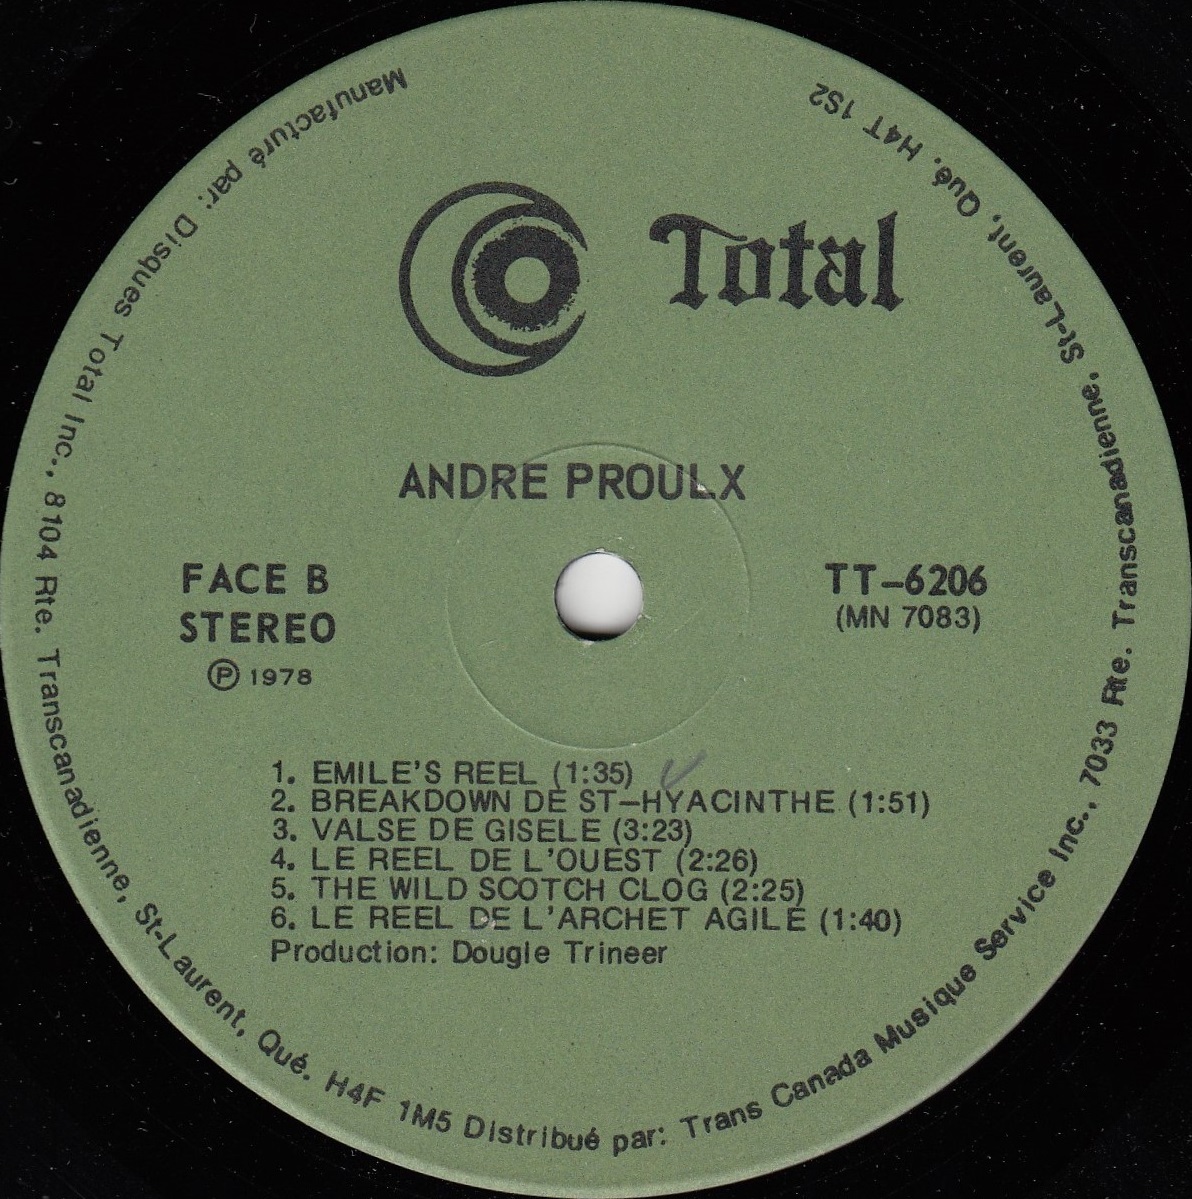 Total
ANDRE PROULX
FACE B
STEREO
Ⓟ 1978
TT-6206
(MN 7083)
1. EMILE'S REEL (1:35)
2. BREAKDOWN DE ST-HYACINTHE (1:51)
3. VALSE DE GISELE (3:23)
4. LE REEL DE L'OUEST (2:26)
5. THE WILD SCOTCH CLOG (2:25)
6. LE REEL DE L'ARCHET AGILE (1:40)
Production: Dougle Trineer
Manufacturé par: Disques Total Inc., 8104 Rte. Transcanadienne, St-Laurent, Qué. H4F 1M5 Distribué par: Trans Canada Musique Service Inc., 7033 Rte. Transcanadienne, St-Laurent, Qué. H4T 1S2